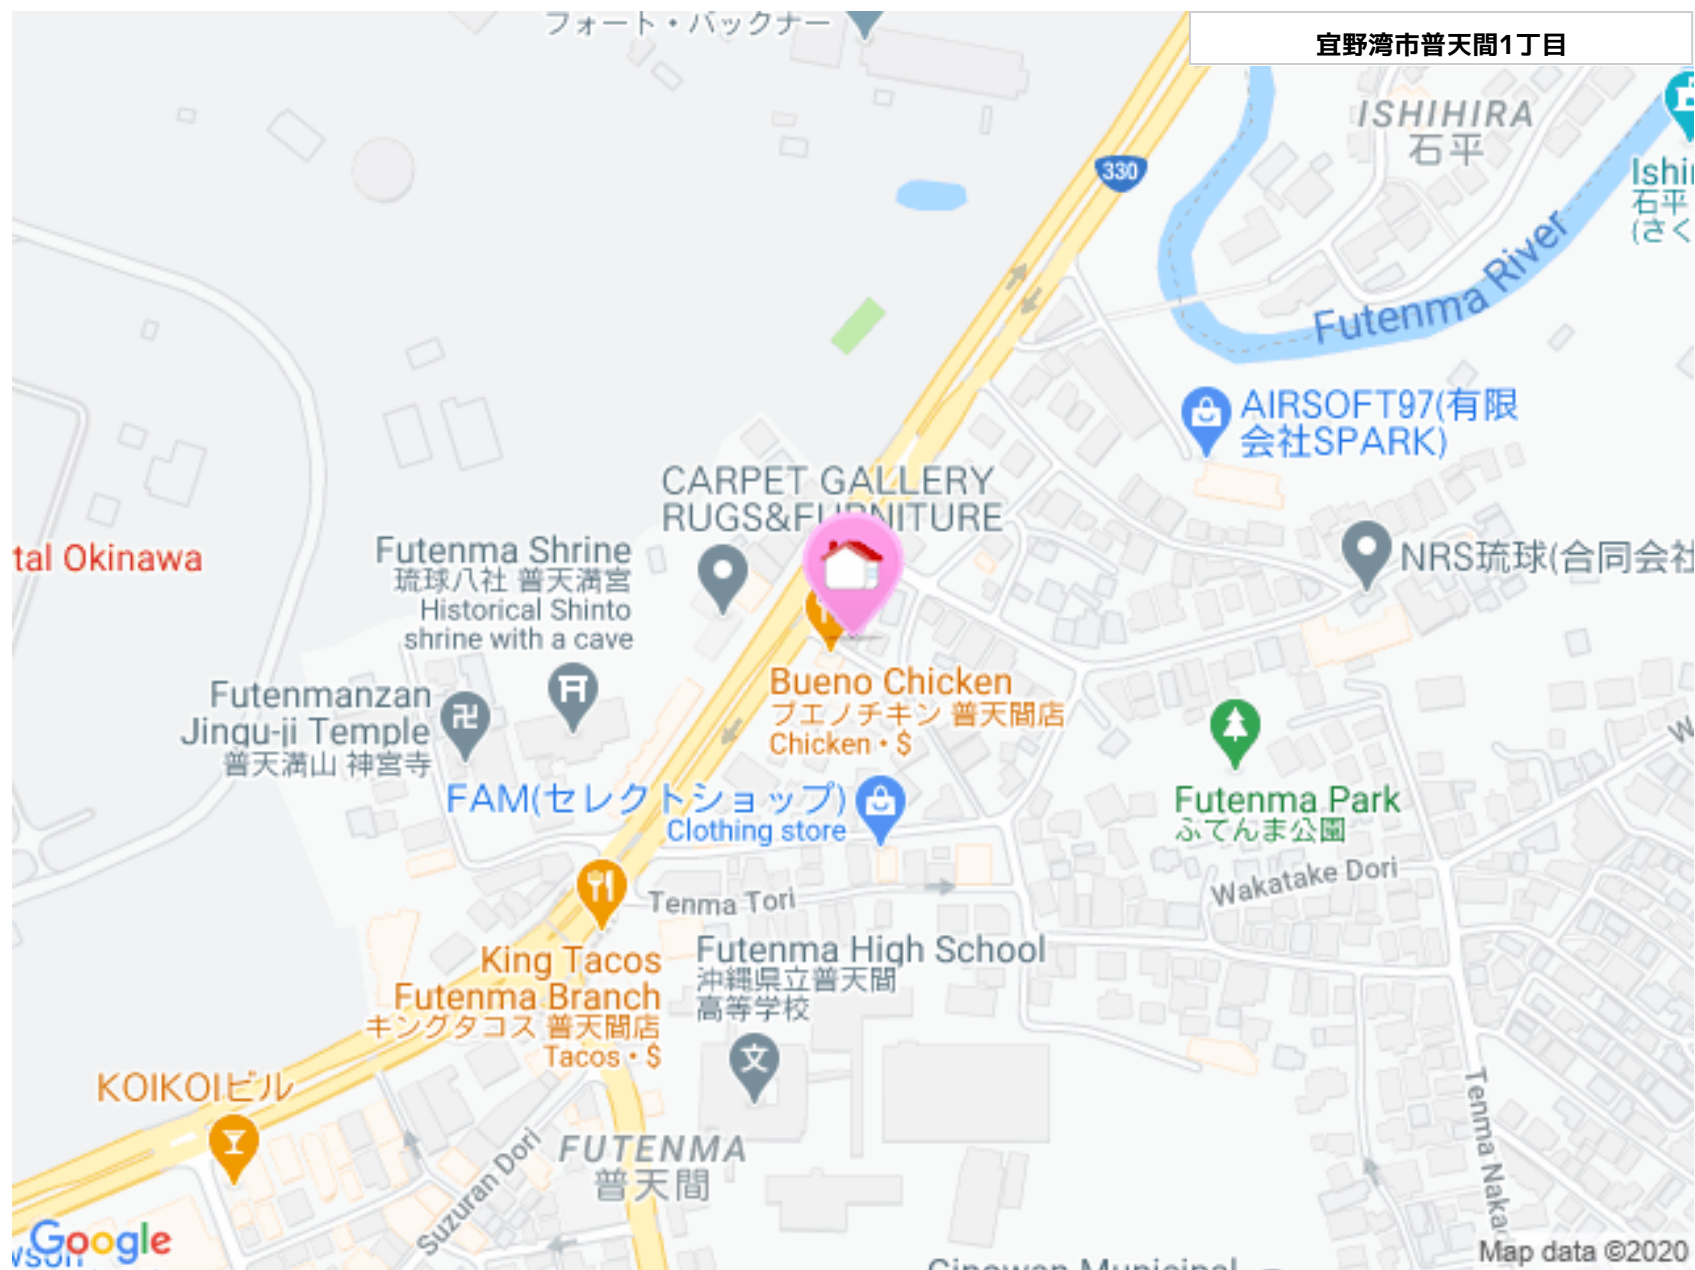 フォート・バックナー
宜野湾市普天間1丁目
ISHIHIRA
石平
330
石平
Futenma River
AIRSOFT97(有限
会社SPARK)
CARPET GALLERY
RUGS&FURNITURE
Futenma Shrine
琉球八社 普天満宮
Historical Shinto
shrine with a cave
tal Okinawa
NRS琉球(合同会社
Futenmanzan
Jingu-ji Temple
普天満山 神宮寺
Bueno Chicken
ブエノチキン 普天間店
Chicken • $
FAM(セレクトショップ)
Clothing store
Futenma Park
ふてんま公園
Wakatake Dori
Tenma Tori
King Tacos
Futenma Branch
キングタコス 普天間店
Tacos • $
Futenma High School
沖縄県立普天間
高等学校
KOIKOIビル
FUTENMA
普天間
Suzuran Dori
Tenma Naka
Google
Map data ©2020